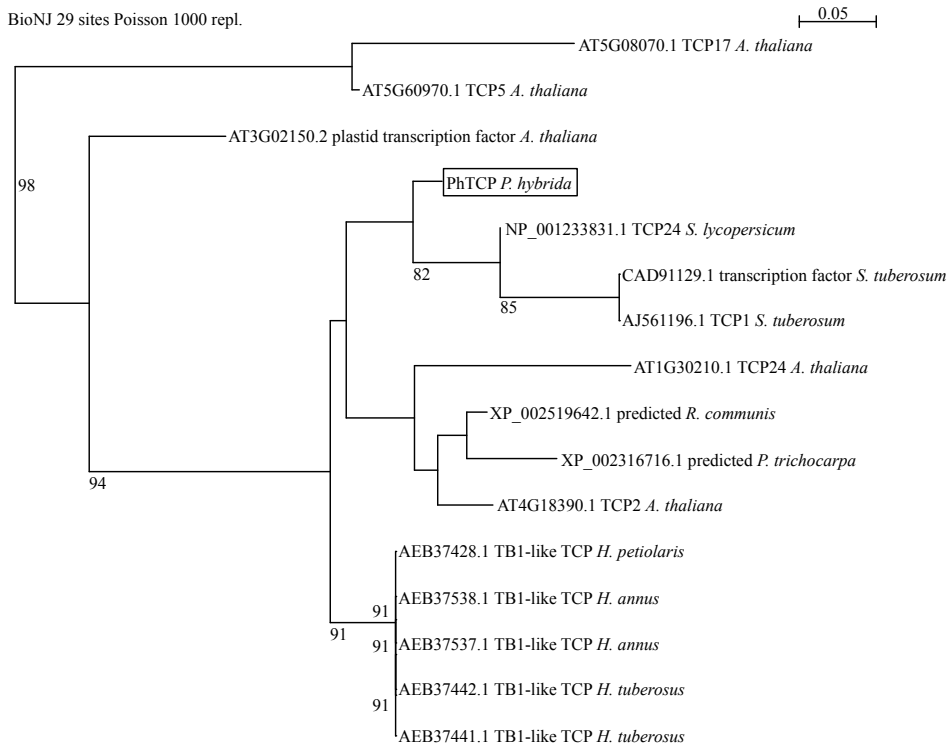 BioNJ 29 sites Poisson 1000 repl.
0.05
AT5G08070.1 TCP17 A. thaliana
AT5G60970.1 TCP5 A. thaliana
AT3G02150.2 plastid transcription factor A. thaliana
98
PhTCP P. hybrida
NP_001233831.1 TCP24 S. lycopersicum
82
CAD91129.1 transcription factor S. tuberosum
85
AJ561196.1 TCP1 S. tuberosum
AT1G30210.1 TCP24 A. thaliana
XP_002519642.1 predicted R. communis
XP_002316716.1 predicted P. trichocarpa
94
AT4G18390.1 TCP2 A. thaliana
AEB37428.1 TB1-like TCP H. petiolaris
AEB37538.1 TB1-like TCP H. annus
91
91
AEB37537.1 TB1-like TCP H. annus
91
AEB37442.1 TB1-like TCP H. tuberosus
91
AEB37441.1 TB1-like TCP H. tuberosus